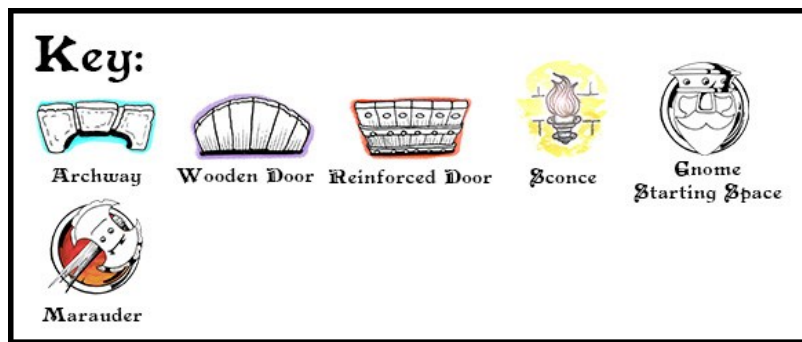 Key:
Archway
Wooden Door
Reinforced Door
Sconce
Gnome
Starting Space
Marauder